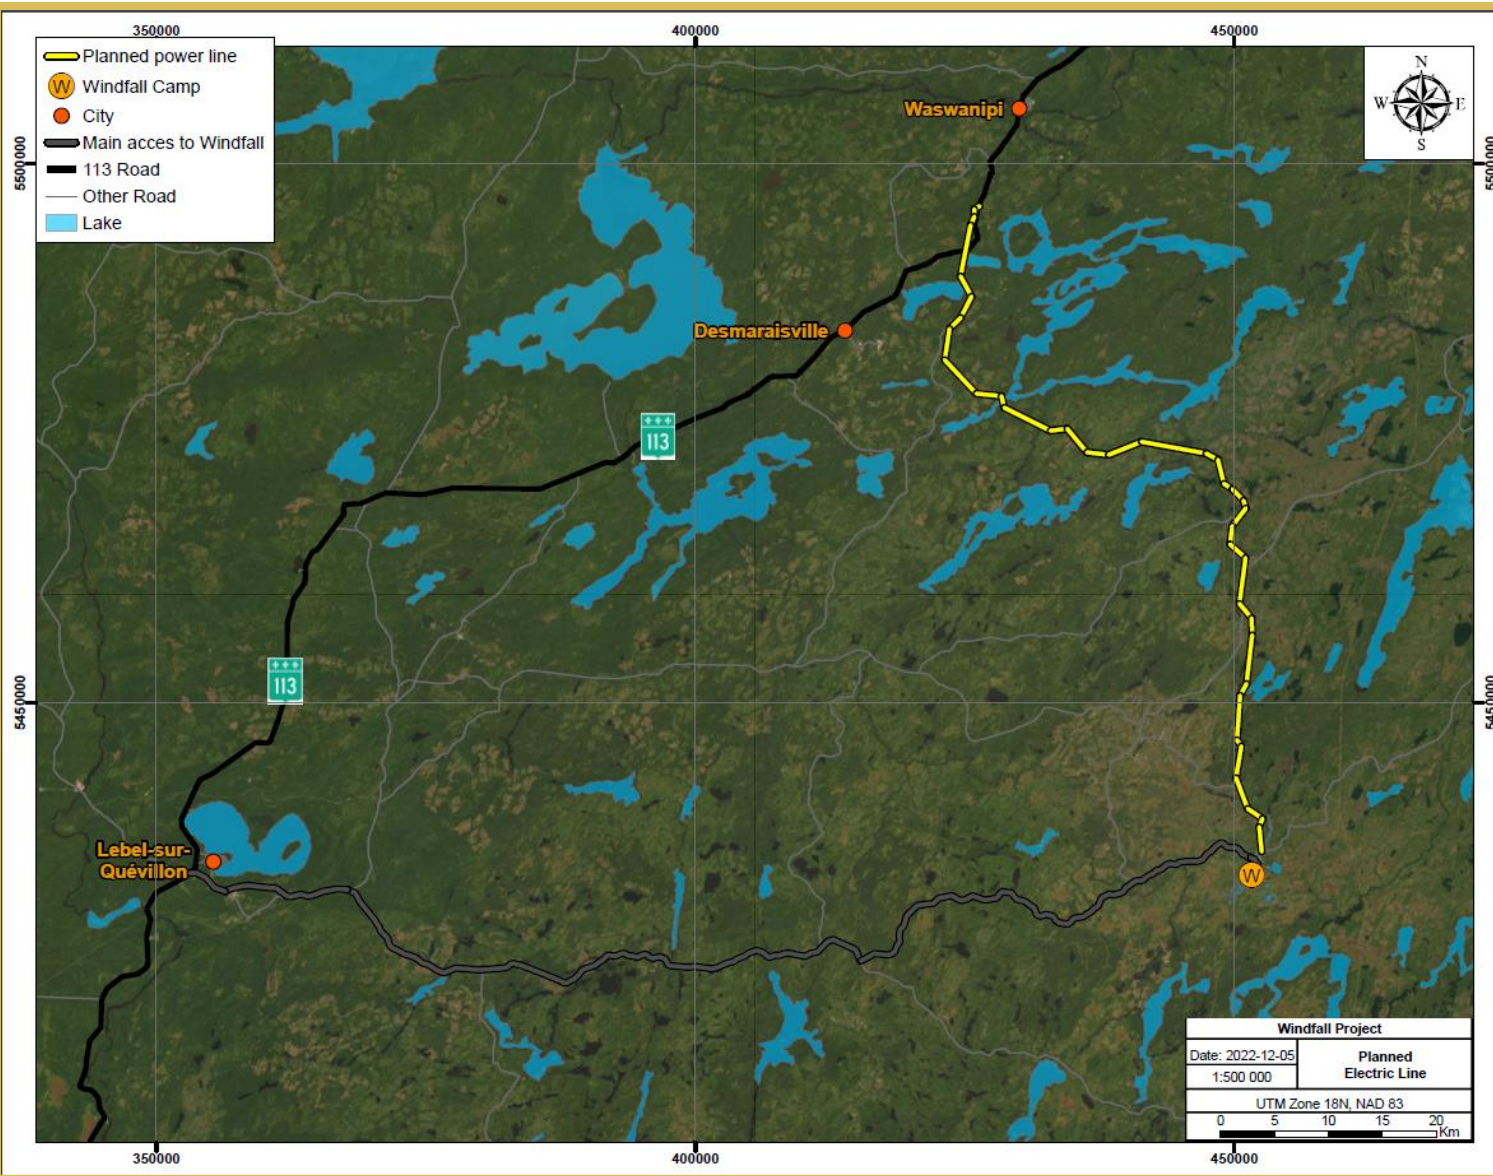 350000
400000
450000
Planned power line
W Windfall Camp
City
Main acces to Windfall
113 Road
Other Road
Lake
N
W E
S
Waswanipi
5500000
5500000
Desmaraisville
113
113
5450000
5450000
Lebel-sur-
Quévillon
W
Windfall Project
Date: 2022-12-05
1:500 000
Planned
Electric Line
UTM Zone 18N, NAD 83
0 5 10 15 20
Km
350000
400000
450000